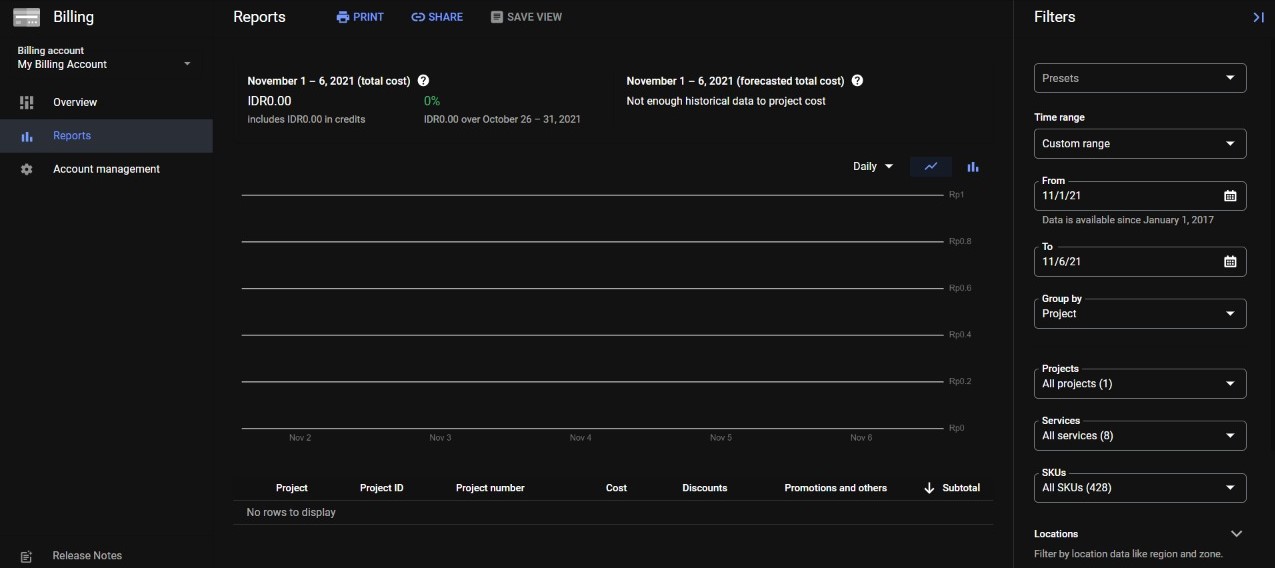 Billing
Billing account
My Billing Account
Overview
Reports
Account management
Release Notes
Reports
PRINT
SHARE
SAVE VIEW
November 1 – 6, 2021 (total cost)
IDR0.00
0%
includes IDR0.00 in credits
IDR0.00 over October 26 – 31, 2021
November 1 – 6, 2021 (forecasted total cost)
Not enough historical data to project cost
Daily
Rp1
Rp0.8
Rp0.6
Rp0.4
Rp0.2
Rp0
Nov 2
Nov 3
Nov 4
Nov 5
Nov 6
Project
Project ID
Project number
Cost
Discounts
Promotions and others
Subtotal
No rows to display
Filters
Presets
Time range
Custom range
From
11/1/21
Data is available since January 1, 2017
To
11/6/21
Group by
Project
Projects
All projects (1)
Services
All services (8)
SKUs
All SKUs (428)
Locations
Filter by location data like region and zone.